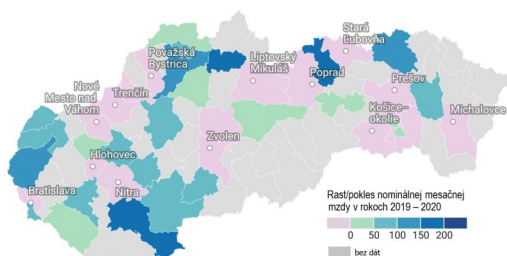 Stará
Ľubovňa
Považská
Bystrica
Liptovský
Mikuláš
Poprad
Prešov
Trenčín
Nové
Mesto nad
Váhom
Košice -
okolie
Michalovce
Zvolen
Hlohovec
Nitra
Bratislava
Rast/pokles nominálnej mesačnej
mzdy v rokoch 2019 – 2020
0 50 100 150 200
bez dát